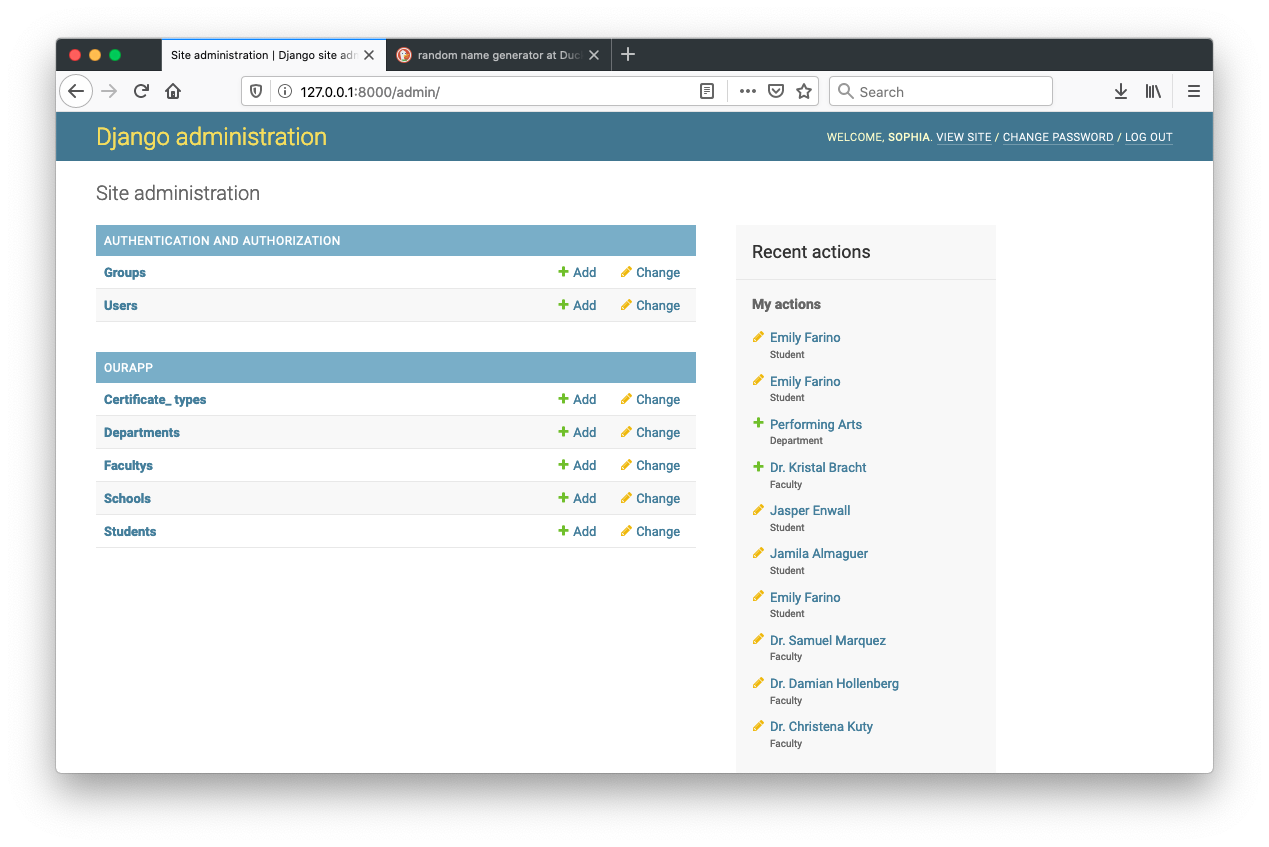 Site administration | Django site adn
random name generator at Duc
127.0.0.1:8000/admin/
Search
Django administration
WELCOME, SOPHIA. VIEW SITE / CHANGE PASSWORD / LOG OUT
Site administration
AUTHENTICATION AND AUTHORIZATION
Groups Add Change
Users Add Change
OURAPP
Certificate_ types Add Change
Departments Add Change
Facultys Add Change
Schools Add Change
Students Add Change
Recent actions
My actions
Emily Farino
Student
Emily Farino
Student
Performing Arts
Department
Dr. Kristal Bracht
Faculty
Jasper Enwall
Student
Jamila Almaguer
Student
Emily Farino
Student
Dr. Samuel Marquez
Faculty
Dr. Damian Hollenberg
Faculty
Dr. Christena Kuty
Faculty